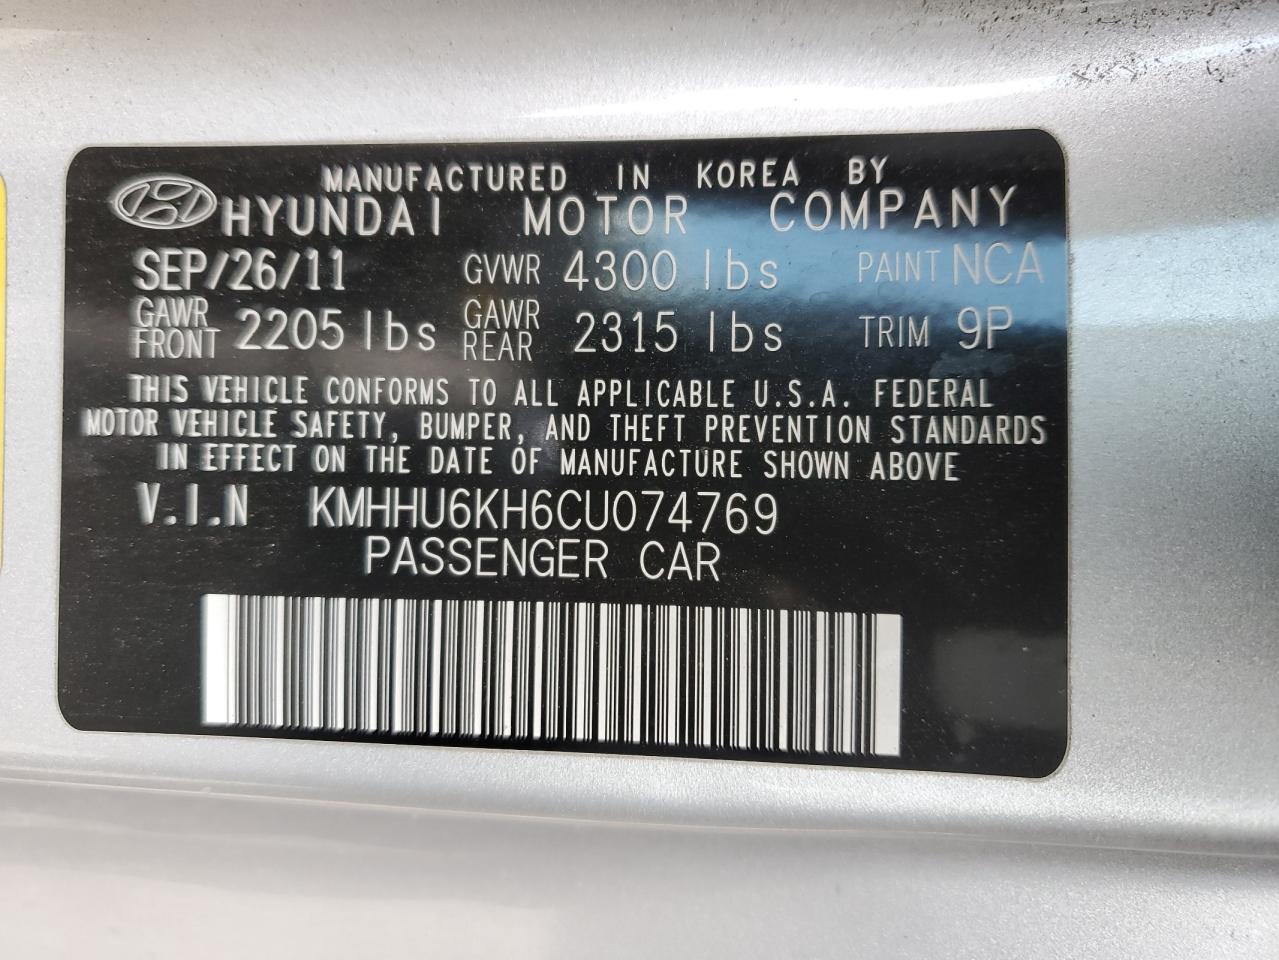 MANUFACTURED IN KOREA BY
HYUNDAI MOTOR COMPANY
SEP/26/11 GVWR 4300 lbs PAINT NCA
GAWR FRONT 2205 lbs GAWR REAR 2315 lbs TRIM 9P
THIS VEHICLE CONFORMS TO ALL APPLICABLE U.S.A. FEDERAL
MOTOR VEHICLE SAFETY, BUMPER, AND THEFT PREVENTION STANDARDS
IN EFFECT ON THE DATE OF MANUFACTURE SHOWN ABOVE
V.I.N KMHHU6KH6CU074769
PASSENGER CAR